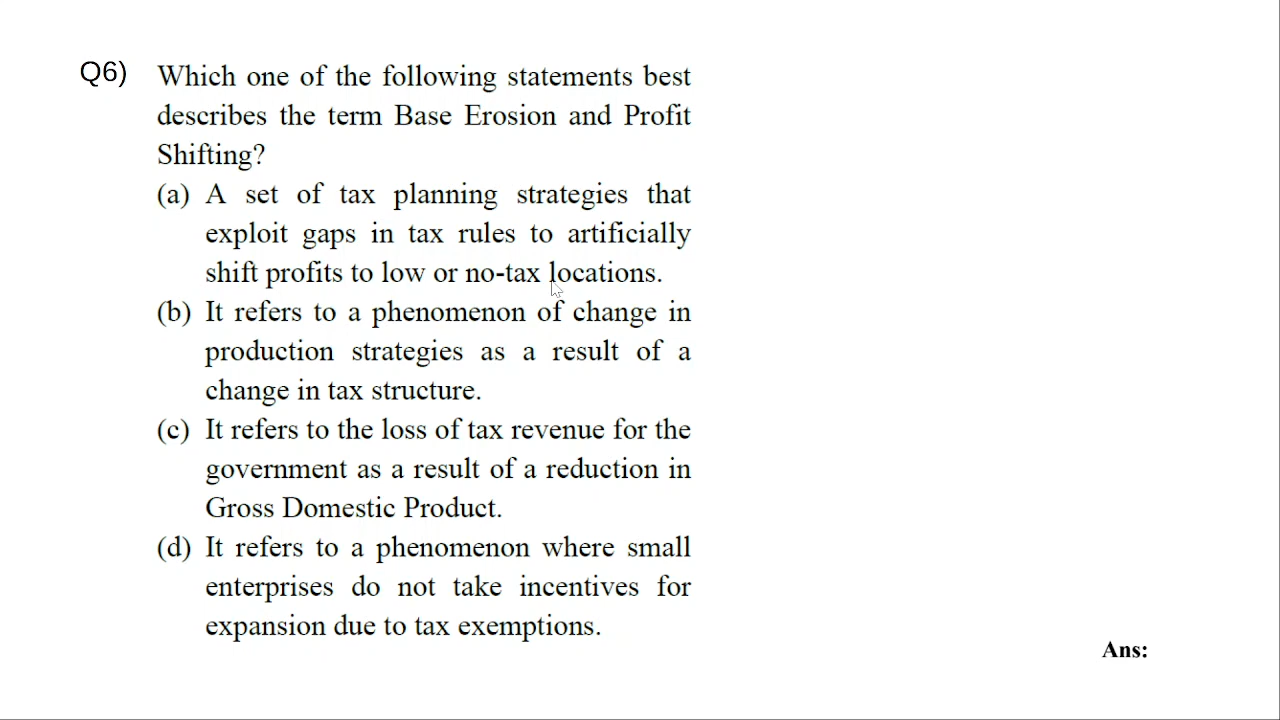 Q6) Which one of the following statements best
describes the term Base Erosion and Profit
Shifting?
(a) A set of tax planning strategies that
exploit gaps in tax rules to artificially
shift profits to low or no-tax locations.
(b) It refers to a phenomenon of change in
production strategies as a result of a
change in tax structure.
(c) It refers to the loss of tax revenue for the
government as a result of a reduction in
Gross Domestic Product.
(d) It refers to a phenomenon where small
enterprises do not take incentives for
expansion due to tax exemptions.
Ans: